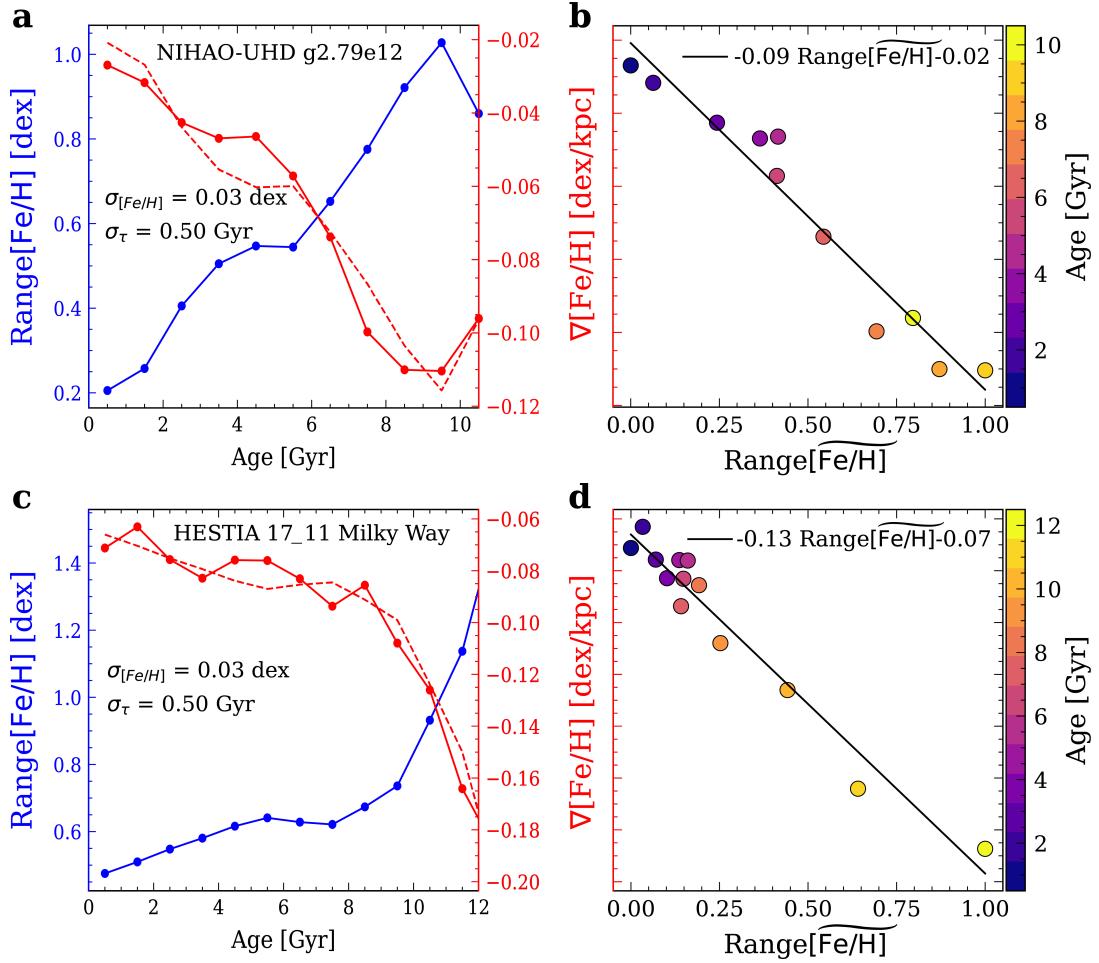 a
NIHAO-UHD g2.79e12
σ[Fe/H] = 0.03 dex
στ = 0.50 Gyr
Range[Fe/H] [dex]
1.0
0.8
0.6
0.4
0.2
0 2 4 6 8 10
Age [Gyr]
−0.02
−0.04
−0.06
−0.08
−0.10
−0.12
b
-0.09 Range[Fe/H]-0.02
∇[Fe/H] [dex/kpc]
0.00 0.25 0.50 0.75 1.00
Range[Fe/H]
10
8
6
4
2
Age [Gyr]
c
HESTIA 17_11 Milky Way
σ[Fe/H] = 0.03 dex
στ = 0.50 Gyr
Range[Fe/H] [dex]
1.4
1.2
1.0
0.8
0.6
0 2 4 6 8 10 12
Age [Gyr]
−0.06
−0.08
−0.10
−0.12
−0.14
−0.16
−0.18
−0.20
d
-0.13 Range[Fe/H]-0.07
∇[Fe/H] [dex/kpc]
0.00 0.25 0.50 0.75 1.00
Range[Fe/H]
12
10
8
6
4
2
Age [Gyr]